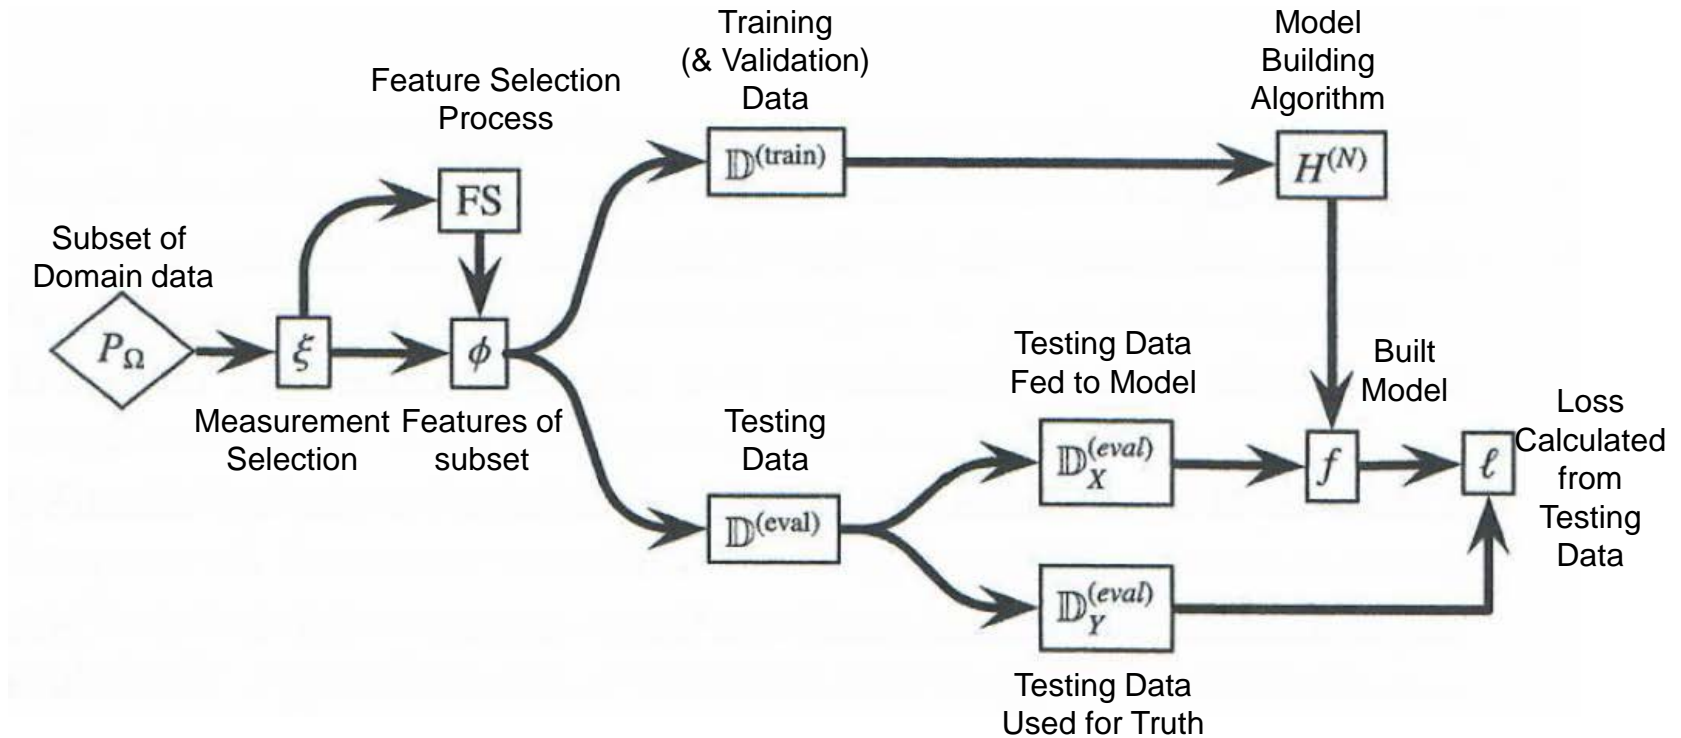 Training
(& Validation)
Data
Model
Building
Algorithm
Feature Selection
Process
𝔻(train)
H(N)
FS
Subset of
Domain data
PΩ
ξ
ϕ
Measurement
Selection
Features of
subset
Testing Data
Fed to Model
Built
Model
Testing
Data
𝔻(eval)
𝔻X(eval)
f
ℓ
Loss
Calculated
from
Testing
Data
𝔻Y(eval)
Testing Data
Used for Truth